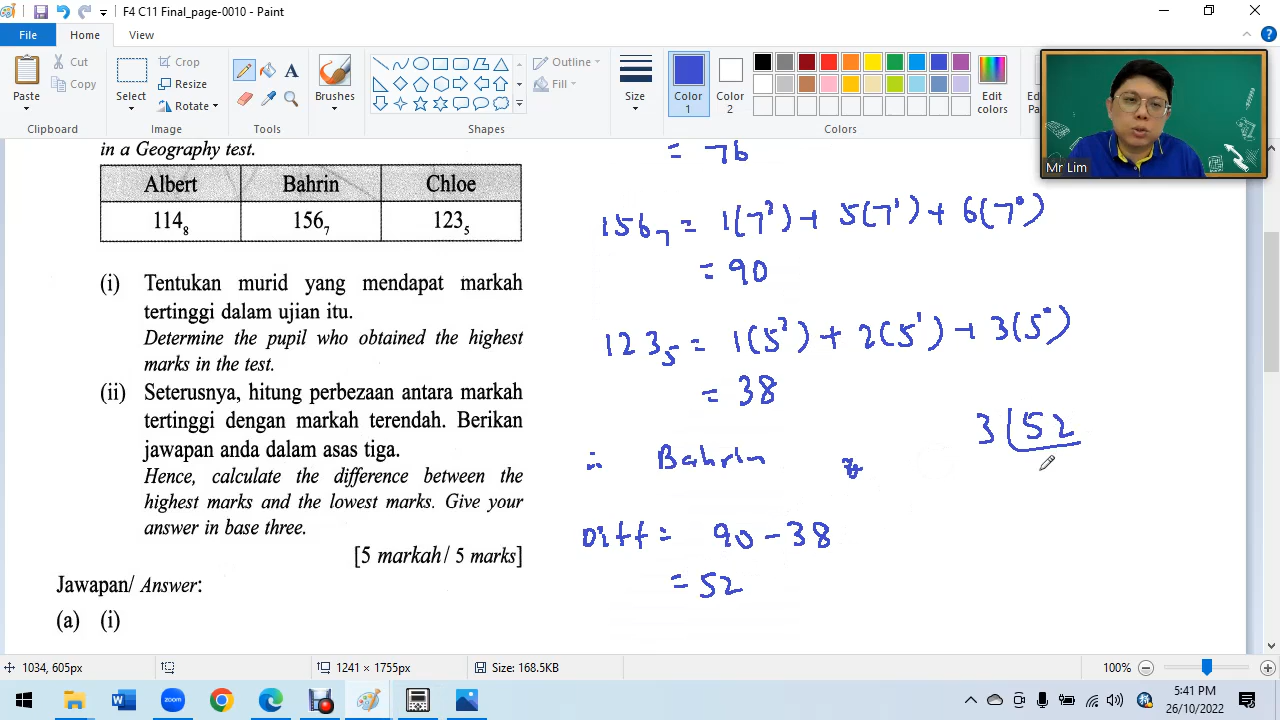 F4 C11 Final_page-0010 - Paint
File
Home
View
Paste
Cut
Copy
Clipboard
Select
Crop
Resize
Rotate
Image
Tools
Brushes
Outline
Fill
Shapes
Size
Color 1
Color 2
Edit colors
Colors
Mr Lim
in a Geography test.
Albert Bahrin Chloe
114₈ 156₇ 123₅
(i) Tentukan murid yang mendapat markah
tertinggi dalam ujian itu.
Determine the pupil who obtained the highest
marks in the test.
(ii) Seterusnya, hitung perbezaan antara markah
tertinggi dengan markah terendah. Berikan
jawapan anda dalam asas tiga.
Hence, calculate the difference between the
highest marks and the lowest marks. Give your
answer in base three.
[5 markah/ 5 marks]
Jawapan/ Answer:
(a) (i)
= 76
156₇ = 1(7²) + 5(7¹) + 6(7⁰)
= 90
123₅ = 1(5²) + 2(5¹) + 3(5⁰)
= 38
∴ Bahrin
3 52
Diff = 90 - 38
= 52
1034, 605px
1241 × 1755px
Size: 168.5KB
100%
5:41 PM
26/10/2022